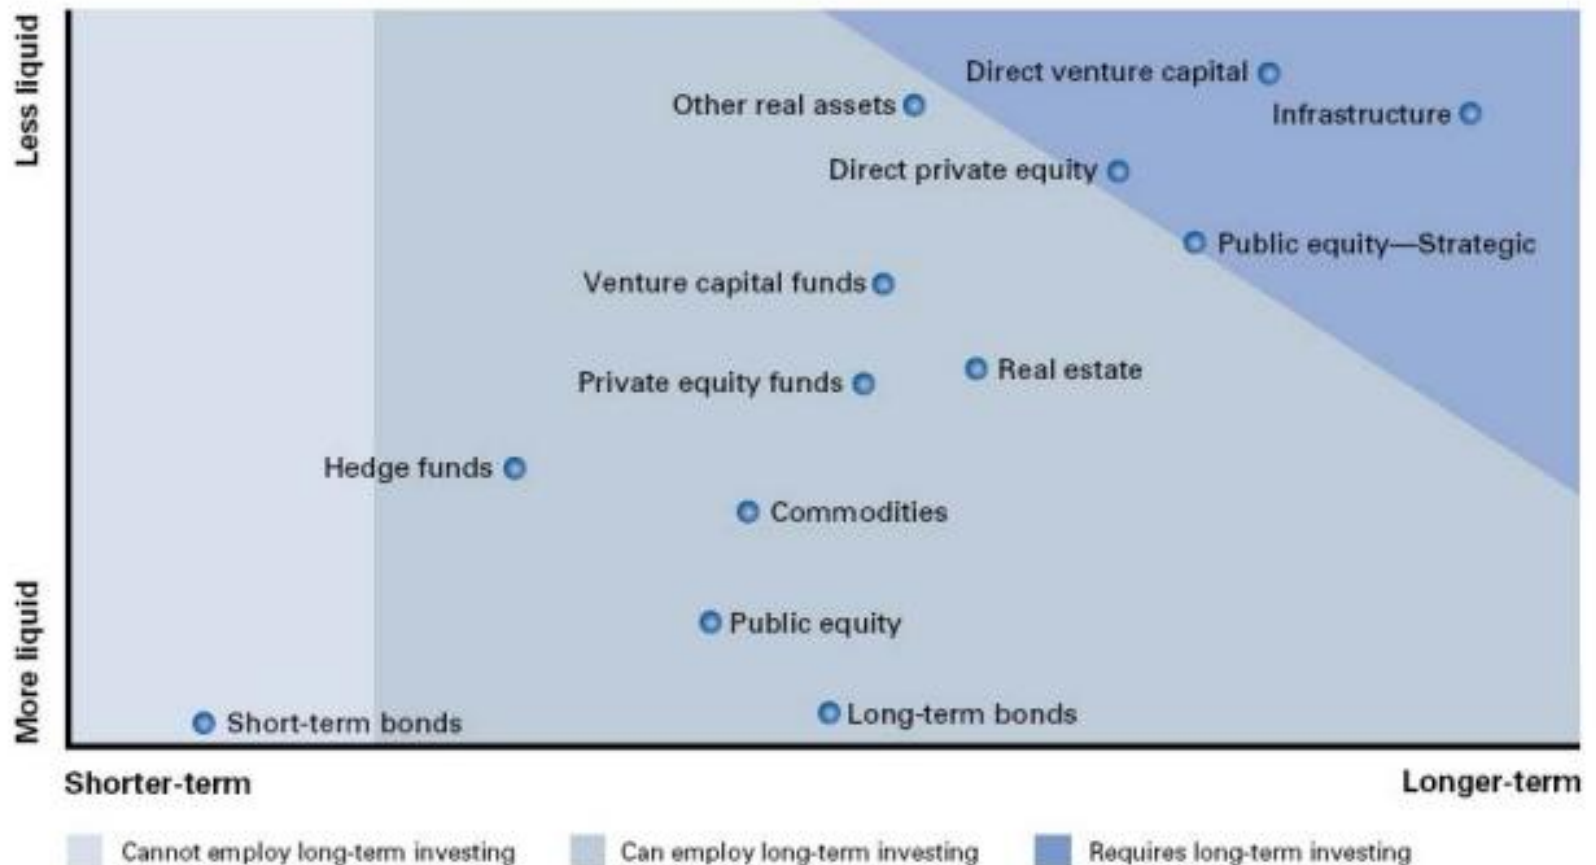 Less liquid
More liquid
Direct venture capital
Other real assets
Infrastructure
Direct private equity
Public equity—Strategic
Venture capital funds
Real estate
Private equity funds
Hedge funds
Commodities
Public equity
Long-term bonds
Short-term bonds
Shorter-term
Longer-term
Cannot employ long-term investing
Can employ long-term investing
Requires long-term investing